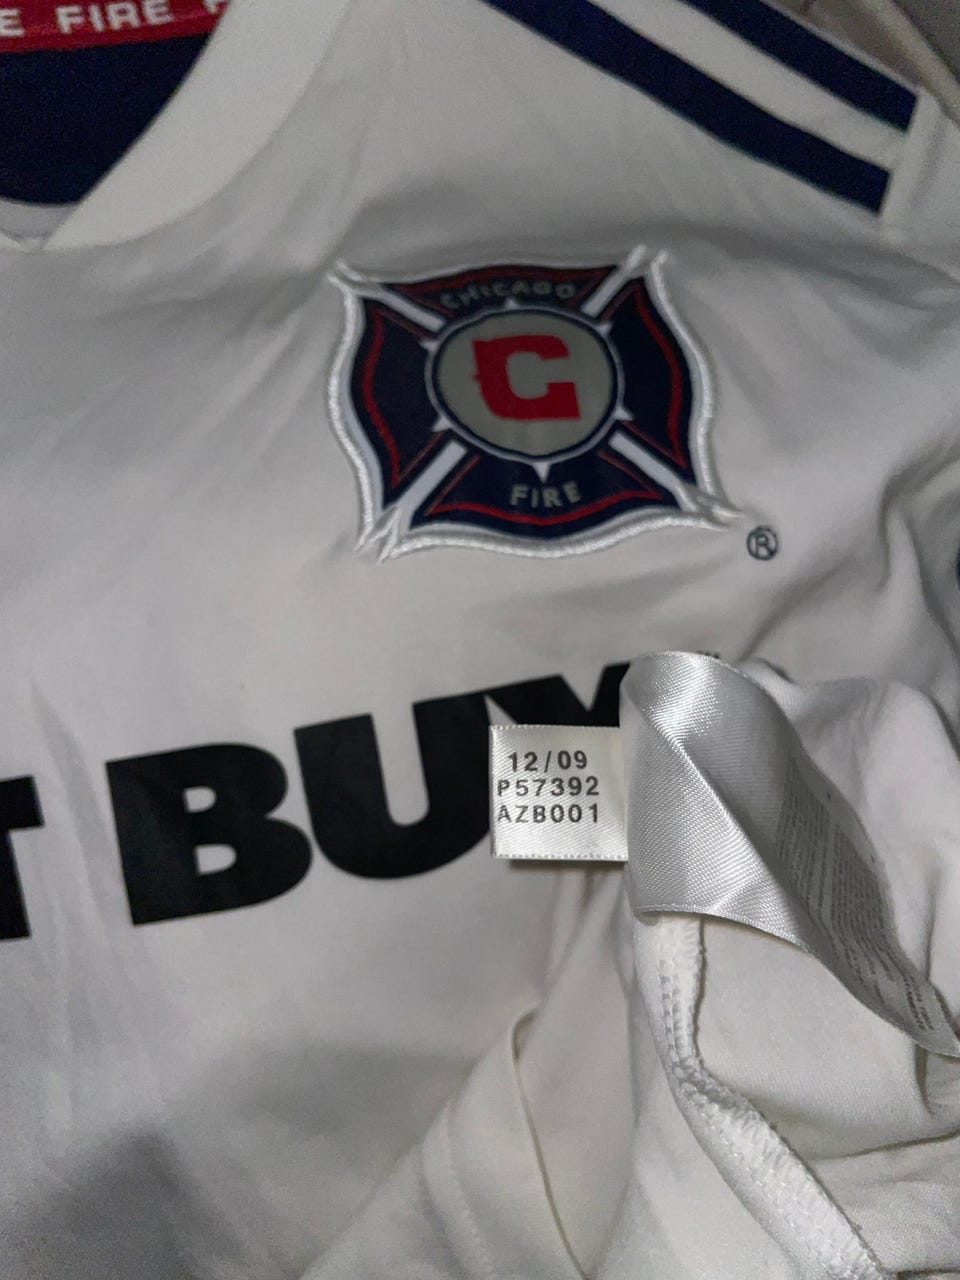 E FIRE F
CHICAGO
C
FIRE
®
T BUY
12/09
P57392
AZB001